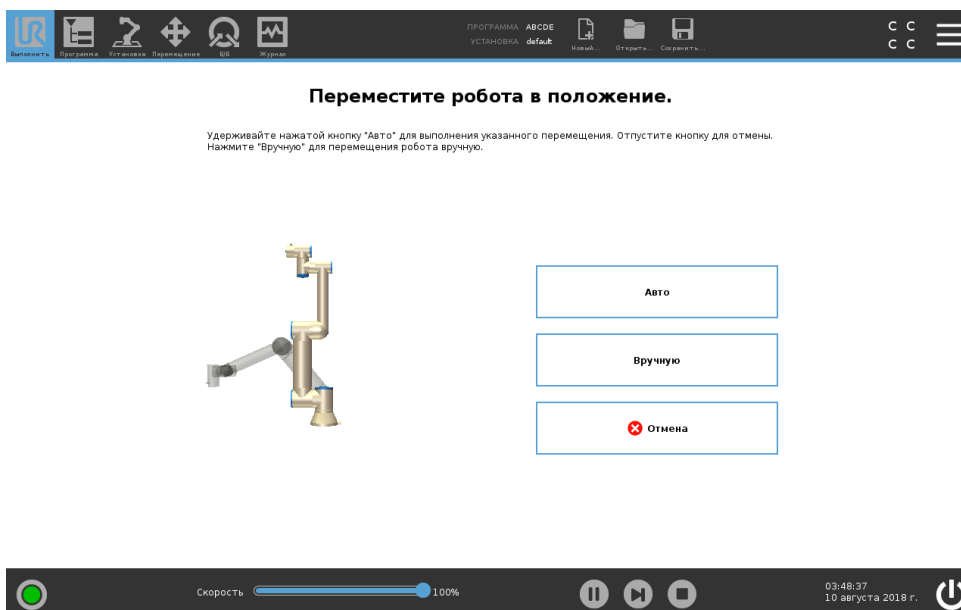 UR
ПРОГРАММА ABCDE
УСТАНОВКА default
C C
C C
Выполнить Программа Установка Перемещение В/В Журнал
Новый... Открыть... Сохранить...
Переместите робота в положение.
Удерживайте нажатой кнопку "Авто" для выполнения указанного перемещения. Отпустите кнопку для отмены.
Нажмите "Вручную" для перемещения робота вручную.
Авто
Вручную
Отмена
Скорость 100%
03:48:37
10 августа 2018 г.